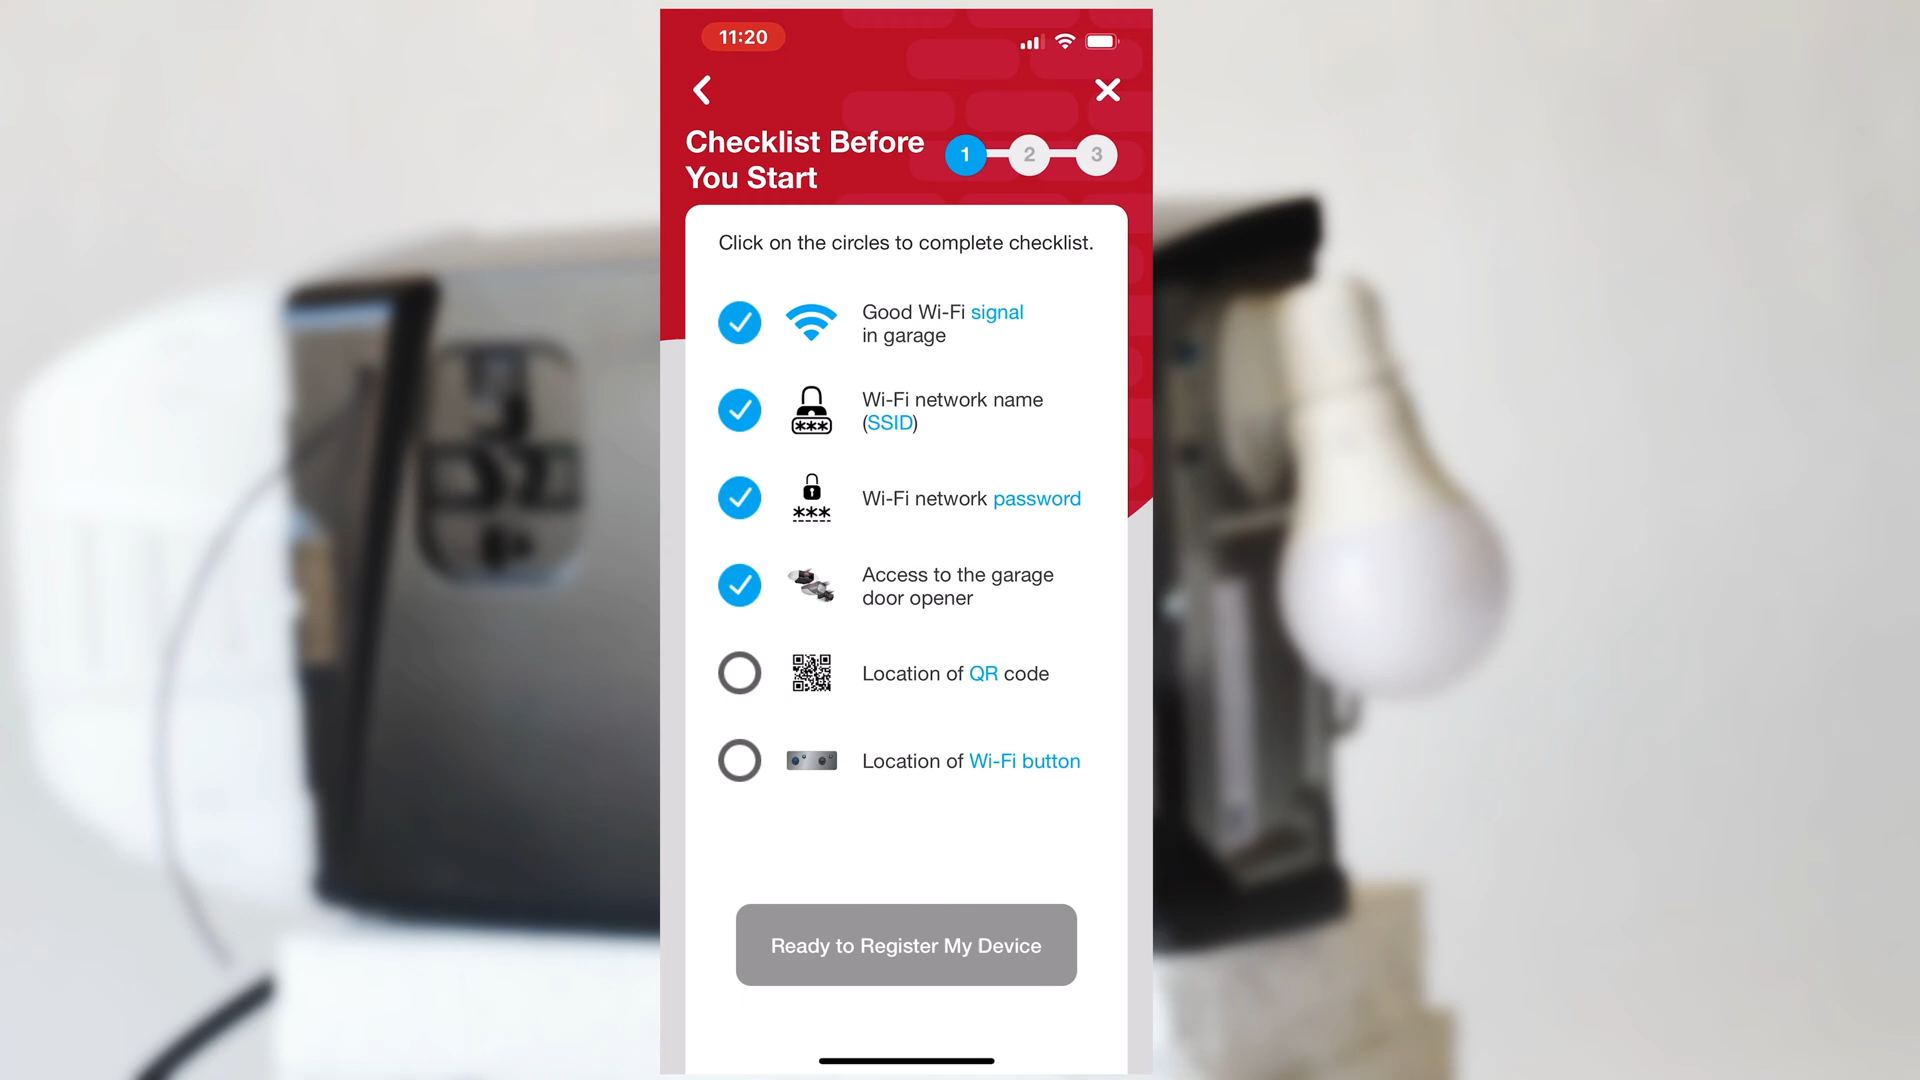 11:20
Checklist Before
You Start
1 2 3
Click on the circles to complete checklist.
Good Wi-Fi signal
in garage
Wi-Fi network name
(SSID)
***
Wi-Fi network password
***
Access to the garage
door opener
Location of QR code
Location of Wi-Fi button
Ready to Register My Device